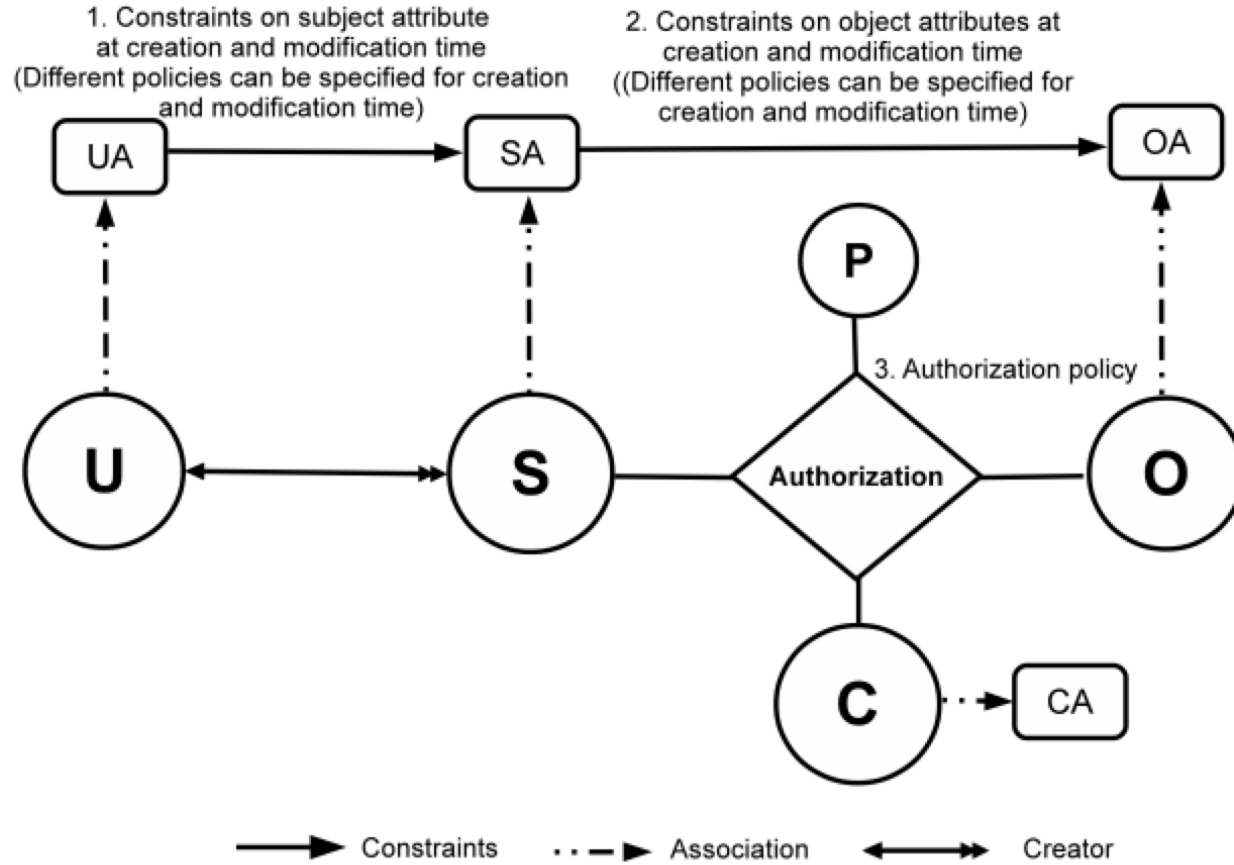 1. Constraints on subject attribute
at creation and modification time
(Different policies can be specified for creation
and modification time)
2. Constraints on object attributes at
creation and modification time
((Different policies can be specified for
creation and modification time)
UA
SA
OA
P
3. Authorization policy
U
S
Authorization
O
C
CA
Constraints
Association
Creator